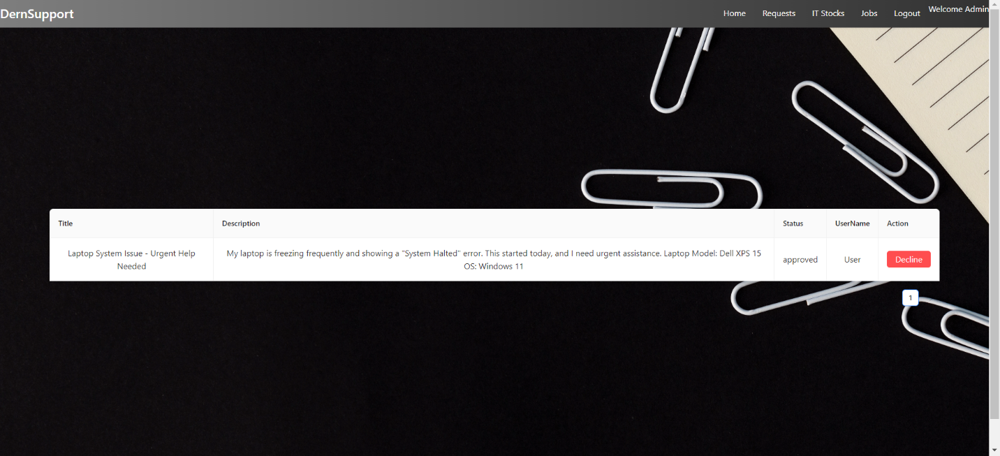 DernSupport
Home Requests IT Stocks Jobs Logout Welcome Admin
Title Description Status UserName Action
Laptop System Issue - Urgent Help
Needed
My laptop is freezing frequently and showing a "System Halted" error. This started today, and I need urgent assistance. Laptop Model: Dell XPS 15
OS: Windows 11
approved
User
Decline
1